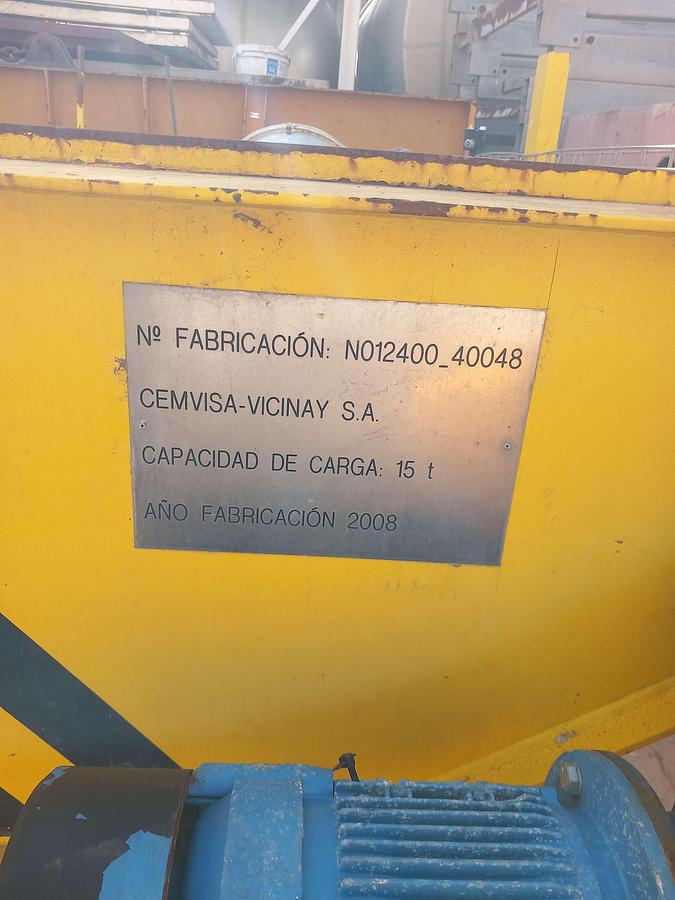 Nº FABRICACIÓN: N012400_40048
CEMVISA-VICINAY S.A.
CAPACIDAD DE CARGA: 15 t
AÑO FABRICACIÓN 2008